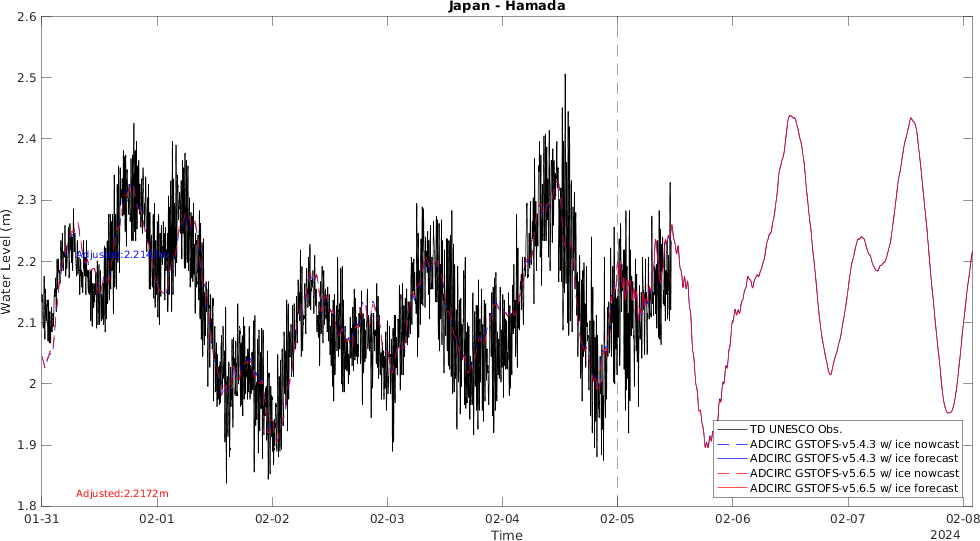 Japan - Hamada
2.6
2.5
2.4
2.3
2.2
2.1
2
1.9
1.8
Water Level (m)
Adjusted:2.214
Adjusted:2.2172m
TD UNESCO Obs.
ADCIRC GSTOFS-v5.4.3 w/ ice nowcast
ADCIRC GSTOFS-v5.4.3 w/ ice forecast
ADCIRC GSTOFS-v5.6.5 w/ ice nowcast
ADCIRC GSTOFS-v5.6.5 w/ ice forecast
01-31 02-01 02-02 02-03 02-04 02-05 02-06 02-07 02-08
2024
Time